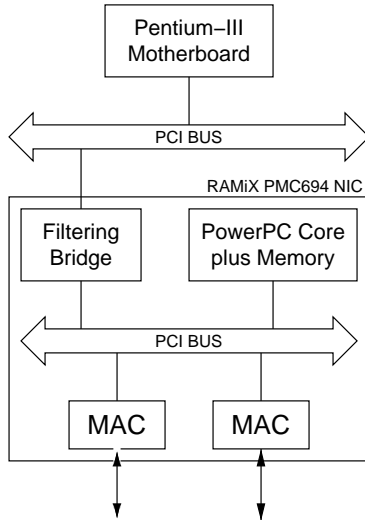 Pentium−III
Motherboard
PCI BUS
RAMiX PMC694 NIC
Filtering
Bridge
PowerPC Core
plus Memory
PCI BUS
MAC
MAC